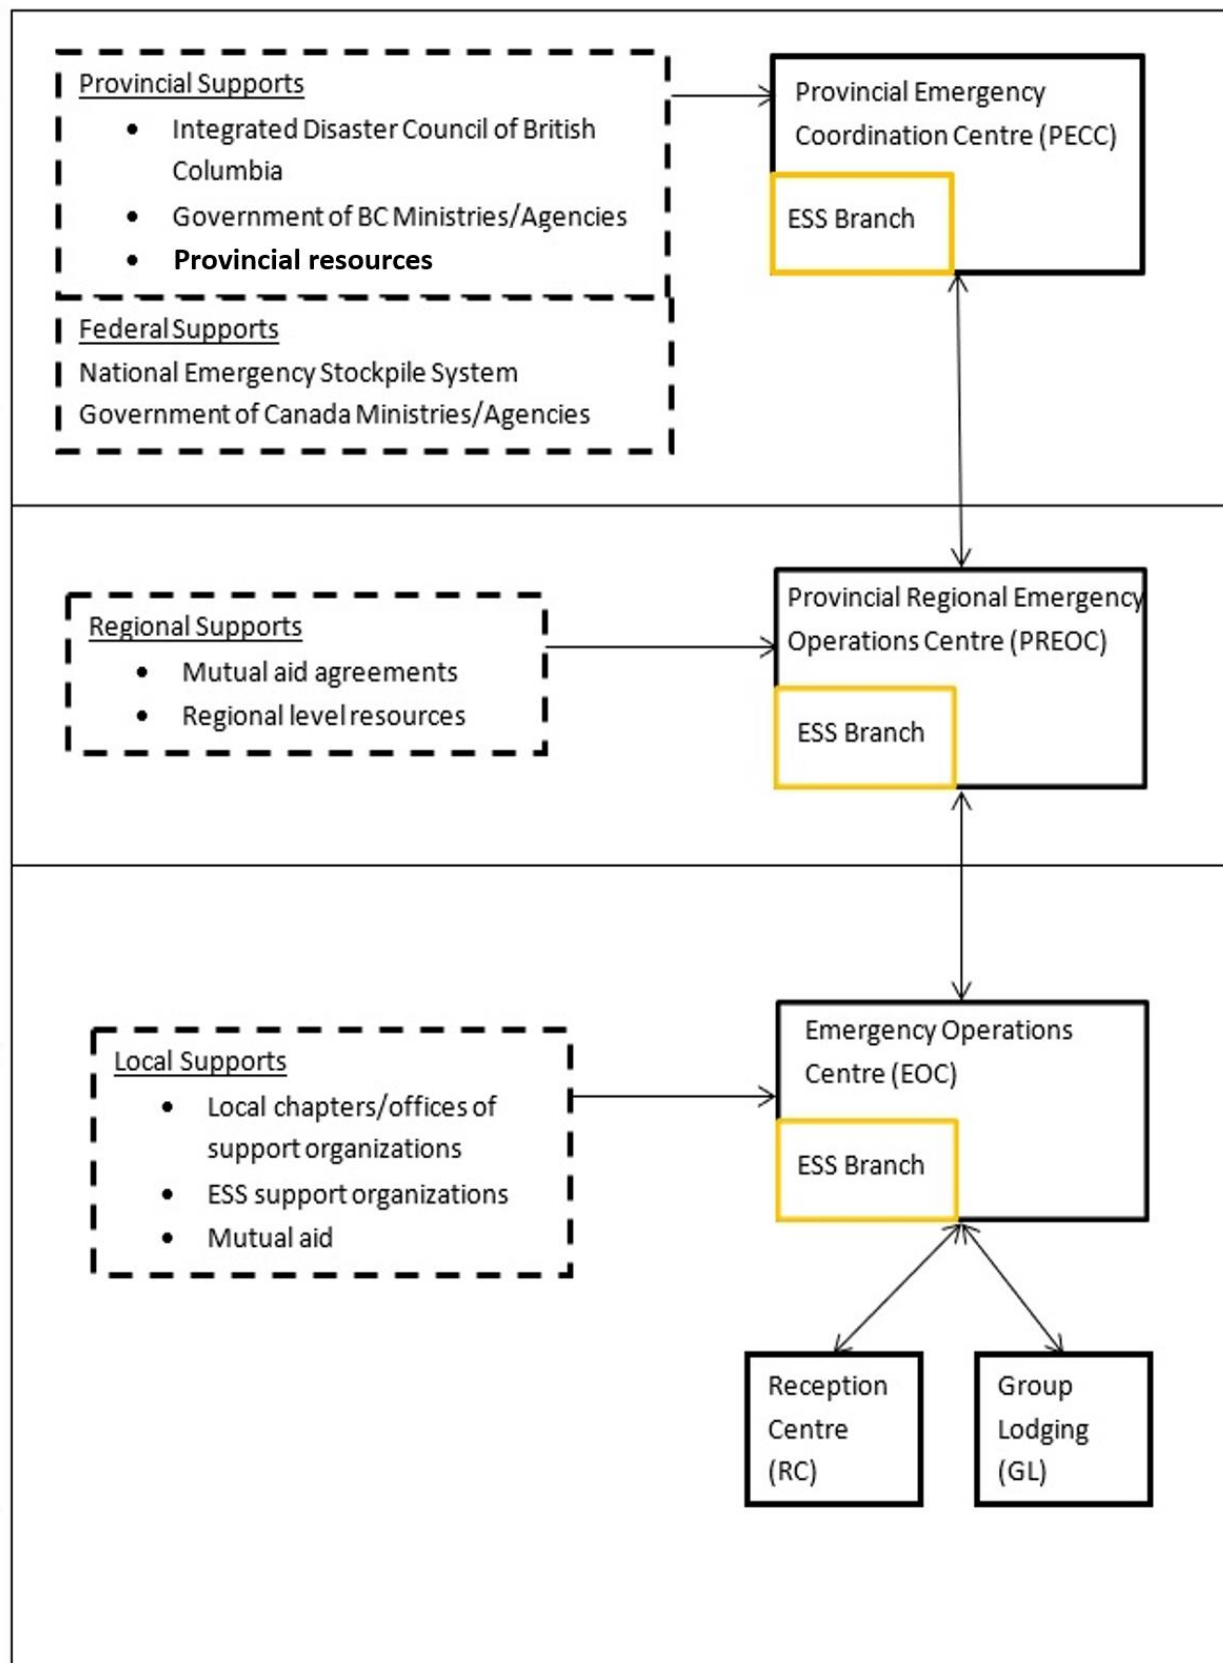 Provincial Supports
• Integrated Disaster Council of British
Columbia
• Government of BC Ministries/Agencies
• Provincial resources
Federal Supports
National Emergency Stockpile System
Government of Canada Ministries/Agencies
Provincial Emergency
Coordination Centre (PECC)
ESS Branch
Regional Supports
• Mutual aid agreements
• Regional level resources
Provincial Regional Emergency
Operations Centre (PREOC)
ESS Branch
Local Supports
• Local chapters/offices of
support organizations
• ESS support organizations
• Mutual aid
Emergency Operations
Centre (EOC)
ESS Branch
Reception
Centre
(RC)
Group
Lodging
(GL)